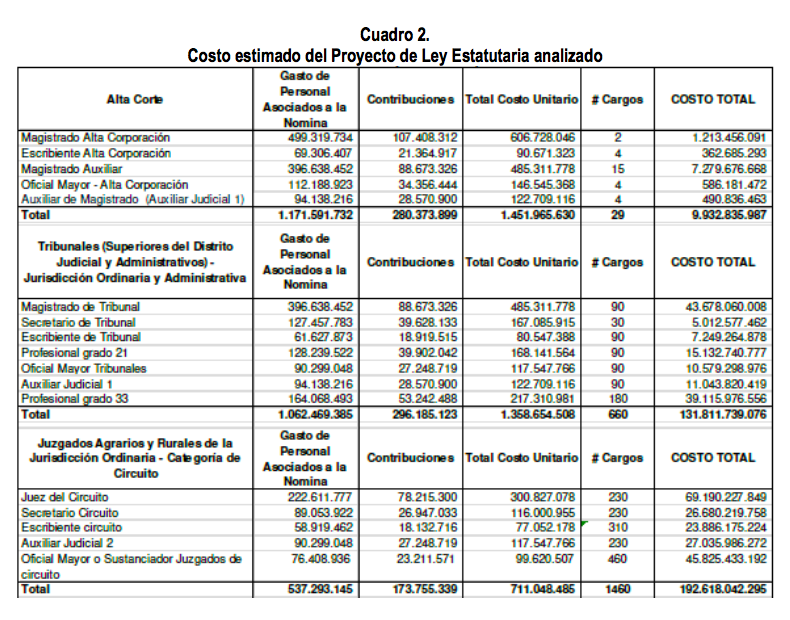 Cuadro 2.
Costo estimado del Proyecto de Ley Estatutaria analizado
Alta Corte Gasto de Personal Asociados a la Nomina Contribuciones Total Costo Unitario # Cargos COSTO TOTAL
Magistrado Alta Corporación 499.319.734 107.408.312 606.728.046 2 1.213.456.091
Escribiente Alta Corporación 69.306.407 21.364.917 90.671.323 4 362.685.293
Magistrado Auxiliar 396.638.452 88.673.326 485.311.778 15 7.279.676.668
Oficial Mayor - Alta Corporación 112.188.923 34.356.444 146.545.368 4 586.181.472
Auxiliar de Magistrado (Auxiliar Judicial 1) 94.138.216 28.570.900 122.709.116 4 490.836.463
Total 1.171.591.732 280.373.899 1.451.965.630 29 9.932.835.987
Tribunales (Superiores del Distrito Judicial y Administrativos) - Jurisdicción Ordinaria y Administrativa Gasto de Personal Asociados a la Nomina Contribuciones Total Costo Unitario # Cargos COSTO TOTAL
Magistrado de Tribunal 396.638.452 88.673.326 485.311.778 90 43.678.060.008
Secretario de Tribunal 127.457.783 39.628.133 167.085.915 30 5.012.577.462
Escribiente de Tribunal 61.627.873 18.919.515 80.547.388 90 7.249.264.878
Profesional grado 21 128.239.522 39.902.042 168.141.564 90 15.132.740.777
Oficial Mayor Tribunales 90.299.048 27.248.719 117.547.766 90 10.579.298.976
Auxiliar Judicial 1 94.138.216 28.570.900 122.709.116 90 11.043.820.419
Profesional grado 33 164.068.493 53.242.488 217.310.981 180 39.115.976.556
Total 1.062.469.385 296.185.123 1.358.654.508 660 131.811.739.076
Juzgados Agrarios y Rurales de la Jurisdicción Ordinaria - Categoría de Circuito Gasto de Personal Asociados a la Nomina Contribuciones Total Costo Unitario # Cargos COSTO TOTAL
Juez del Circuito 222.611.777 78.215.300 300.827.078 230 69.190.227.849
Secretario Circuito 89.053.922 26.947.033 116.000.955 230 26.680.219.758
Escribiente circuito 58.919.462 18.132.716 77.052.178 310 23.886.175.224
Auxiliar Judicial 2 90.299.048 27.248.719 117.547.766 230 27.035.986.272
Oficial Mayor o Sustanciador Juzgados de circuito 76.408.936 23.211.571 99.620.507 460 45.825.433.192
Total 537.293.145 173.755.339 711.048.485 1460 192.618.042.295